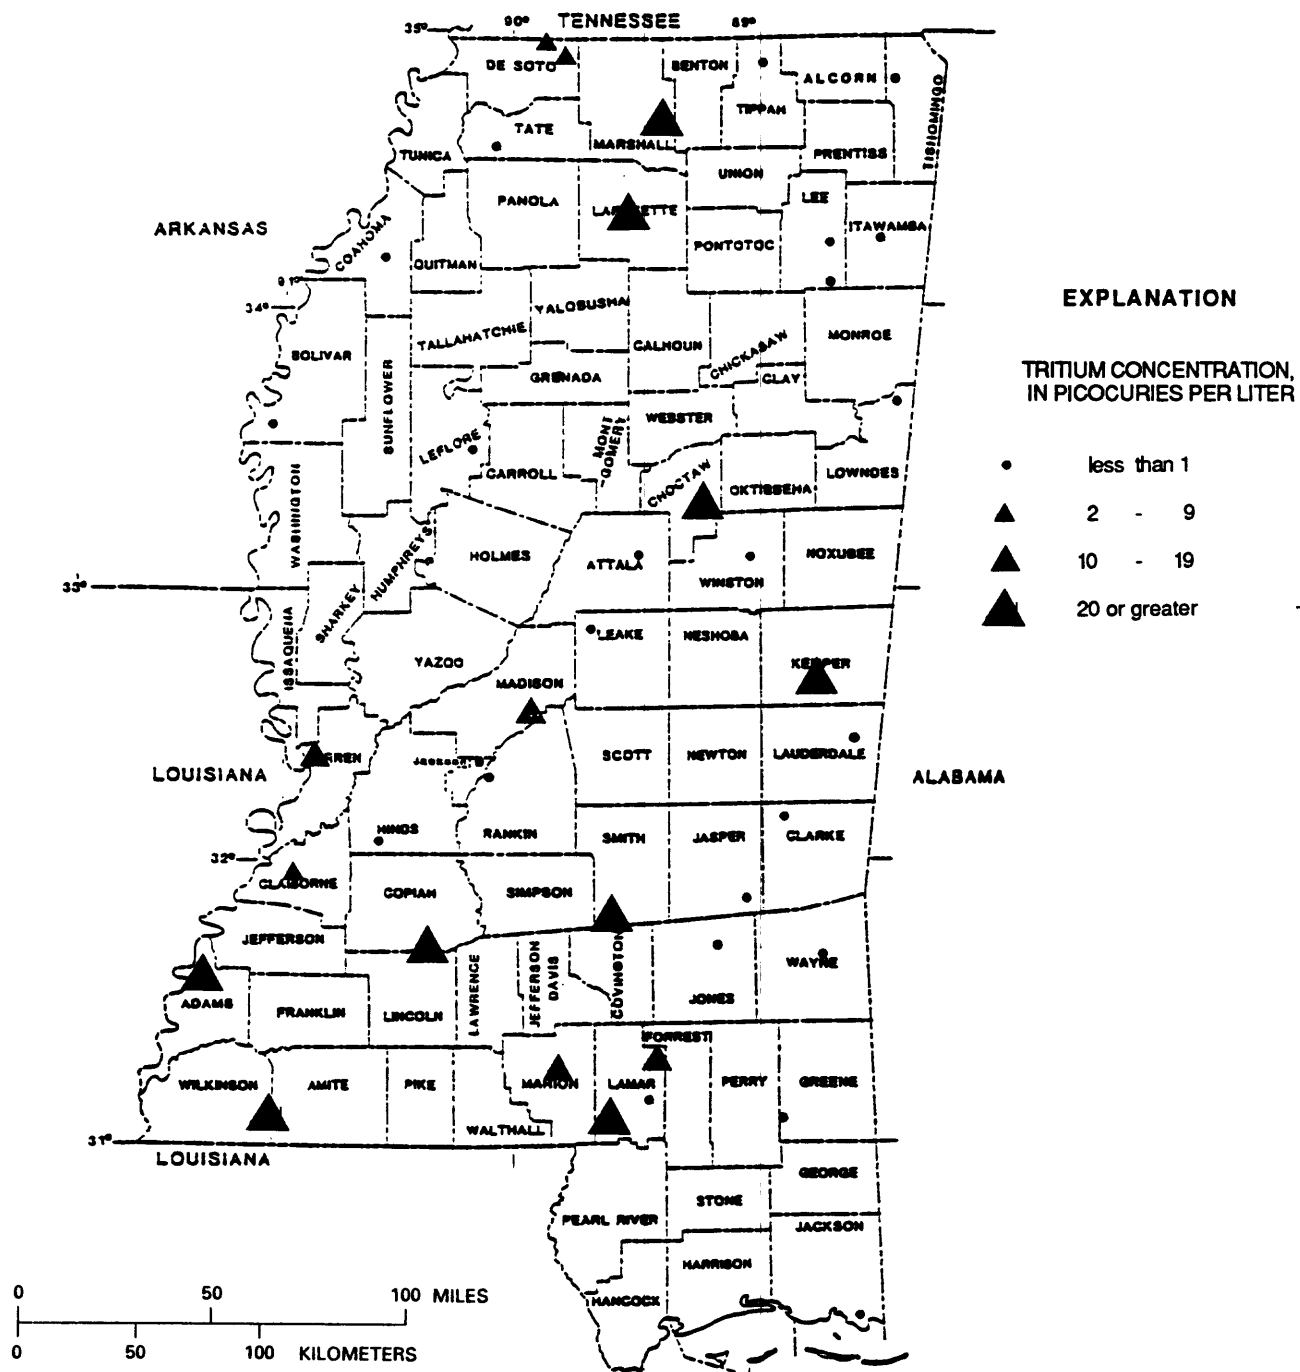 TENNESSEE
35° 90° 89°
DE SOTO
BENTON
ALCORN
TIPPAH
TISHOMINGO
TATE
MARSHALL
TUNICA
PRENTISS
UNION
PANOLA
LEE
LAFAYETTE
ARKANSAS
COAHOMA
ITAWAMBA
PONTOTOC
QUITMAN
91°
34°
YALOBUSHA
TALLAHATCHIE
BOLIVAR
CALHOUN
CHICKASAW
MONROE
GRENADA
CLAY
SUNFLOWER
WEBSTER
LEFLORE
MONT
GOMERY
CARROLL
CHOCTAW
OKTIBBEHA
LOWNDES
WASHINGTON
HOLMES
ATTALA
WINSTON
NOXUBEE
HUMPHREYS
33°
SHARKEY
ISSAQUENA
LEAKE
NESHOBA
KEMPER
YAZOO
MADISON
SCOTT
NEWTON
LAUDERDALE
RREN
Jackson
LOUISIANA
ALABAMA
HINDS
RANKIN
SMITH
JASPER
CLARKE
32°
CLAIBORNE
COPIAH
SIMPSON
JEFFERSON
WAYNE
LAWRENCE
JEFFERSON
DAVIS
COVINGTON
JONES
ADAMS
FRANKLIN
LINCOLN
FORREST
WILKINSON
AMITE
PIKE
MARION
LAMAR
PERRY
GREENE
WALTHALL
31°
LOUISIANA
GEORGE
STONE
PEARL RIVER
JACKSON
HARRISON
HANCOCK
EXPLANATION
TRITIUM CONCENTRATION,
IN PICOCURIES PER LITER
less than 1
2 - 9
10 - 19
20 or greater
0 50 100 MILES
0 50 100 KILOMETERS